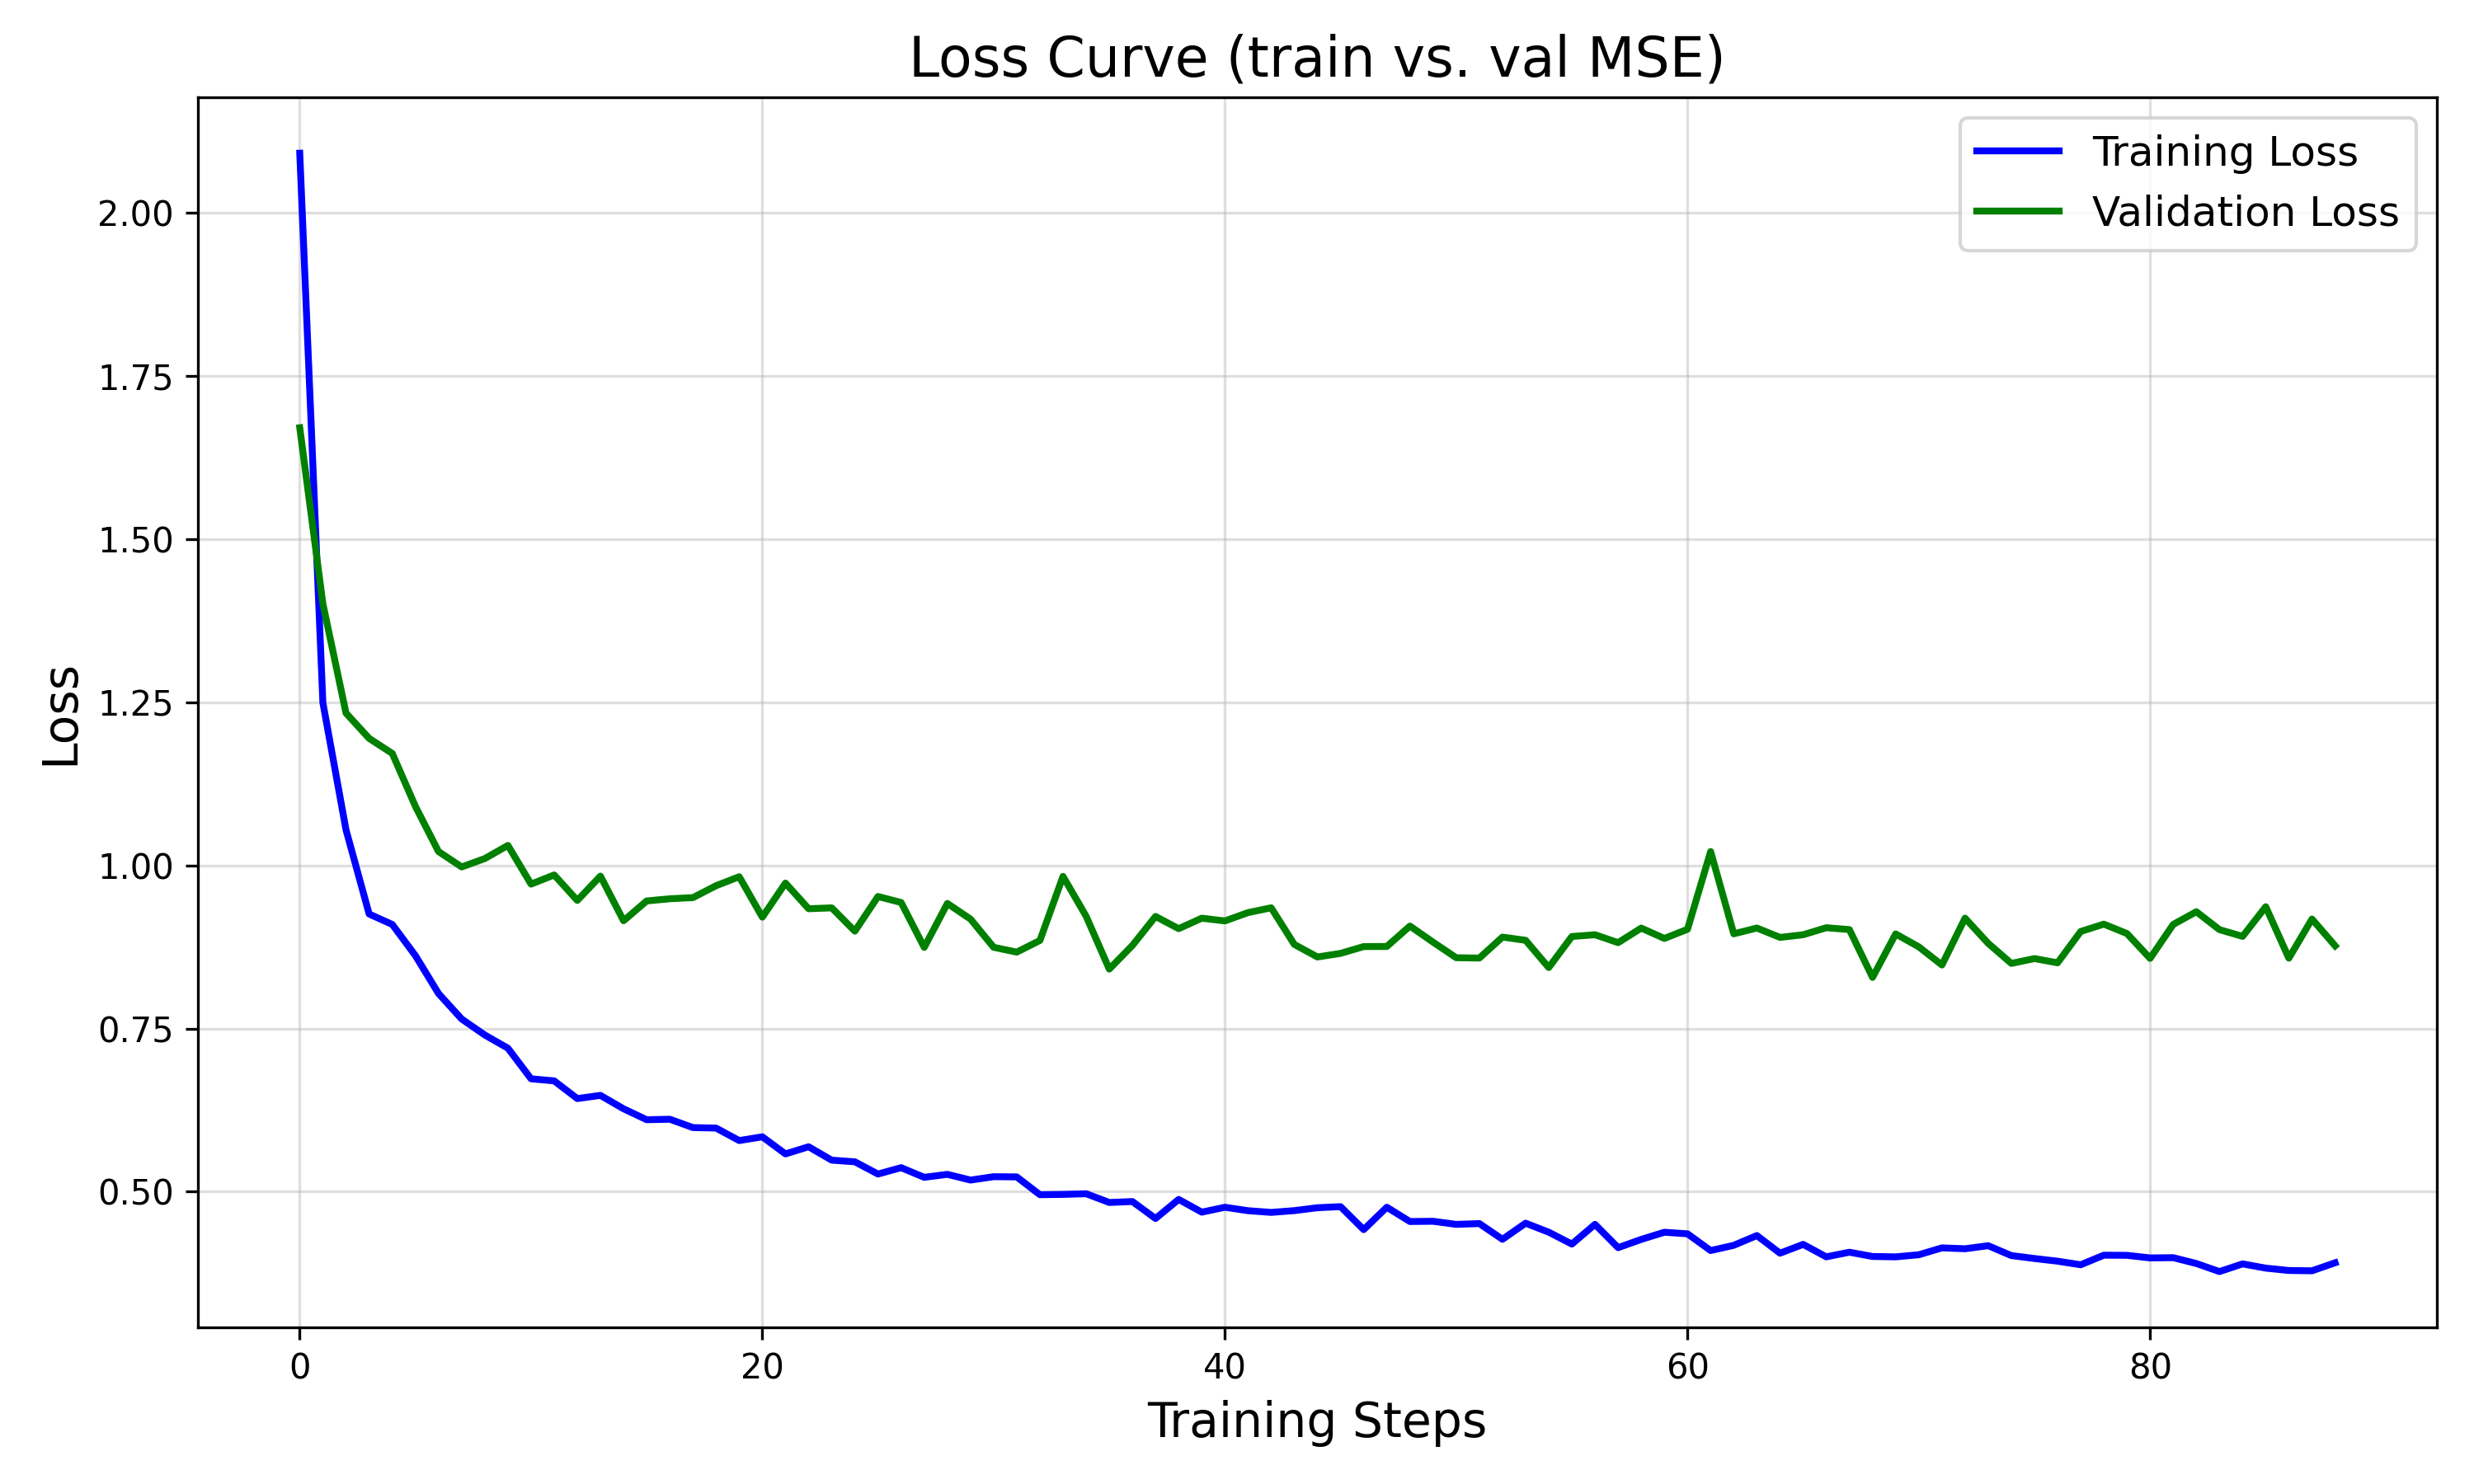 Loss Curve (train vs. val MSE)
Training Loss
Validation Loss
2.00
1.75
1.50
1.25
1.00
0.75
0.50
Loss
0 20 40 60 80
Training Steps